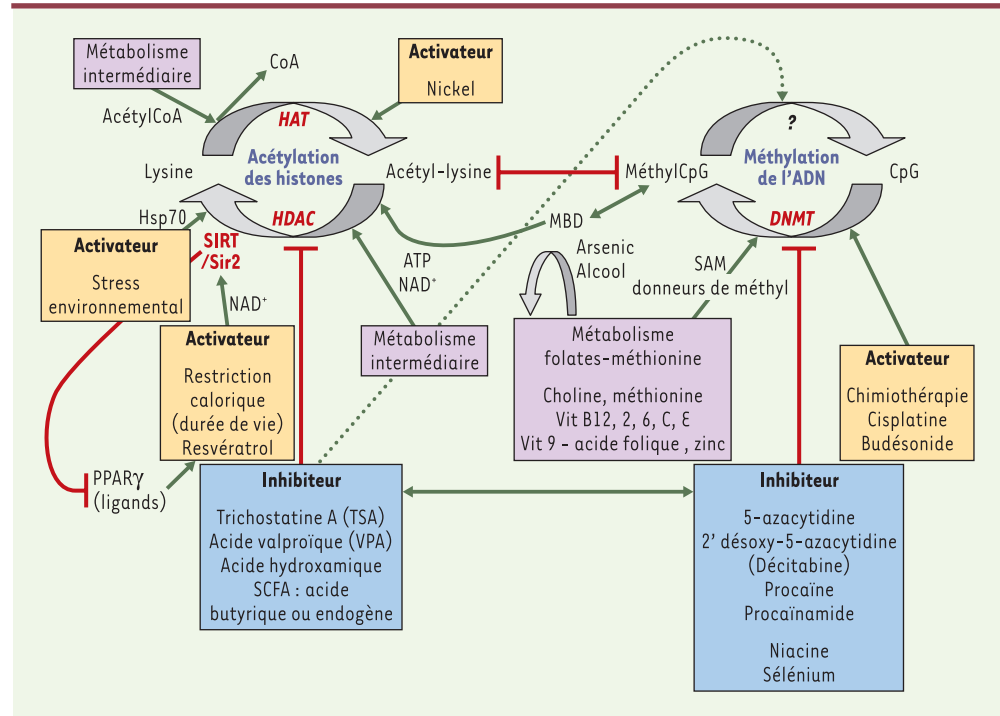 Métabolisme
intermédiaire
CoA
AcétylCoA
Activateur
Nickel
HAT
Acétylation
des histones
HDAC
Lysine
Acétyl-lysine
Hsp70
SIRT
/Sir2
Activateur
Stress
environnemental
NAD⁺
Activateur
Restriction
calorique
(durée de vie)
Resvératrol
PPARγ
(ligands)
ATP
NAD⁺
Métabolisme
intermédiaire
Inhibiteur
Trichostatine A (TSA)
Acide valproïque (VPA)
Acide hydroxamique
SCFA : acide
butyrique ou endogène
?
Méthylation
de l'ADN
DNMT
MéthylCpG
CpG
MBD
Arsenic
Alcool
SAM
donneurs de méthyl
Métabolisme
folates-méthionine
Choline, méthionine
Vit B12, 2, 6, C, E
Vit 9 - acide folique , zinc
Activateur
Chimiothérapie
Cisplatine
Budésonide
Inhibiteur
5-azacytidine
2' désoxy-5-azacytidine
(Décitabine)
Procaïne
Procaïnamide
Niacine
Sélénium